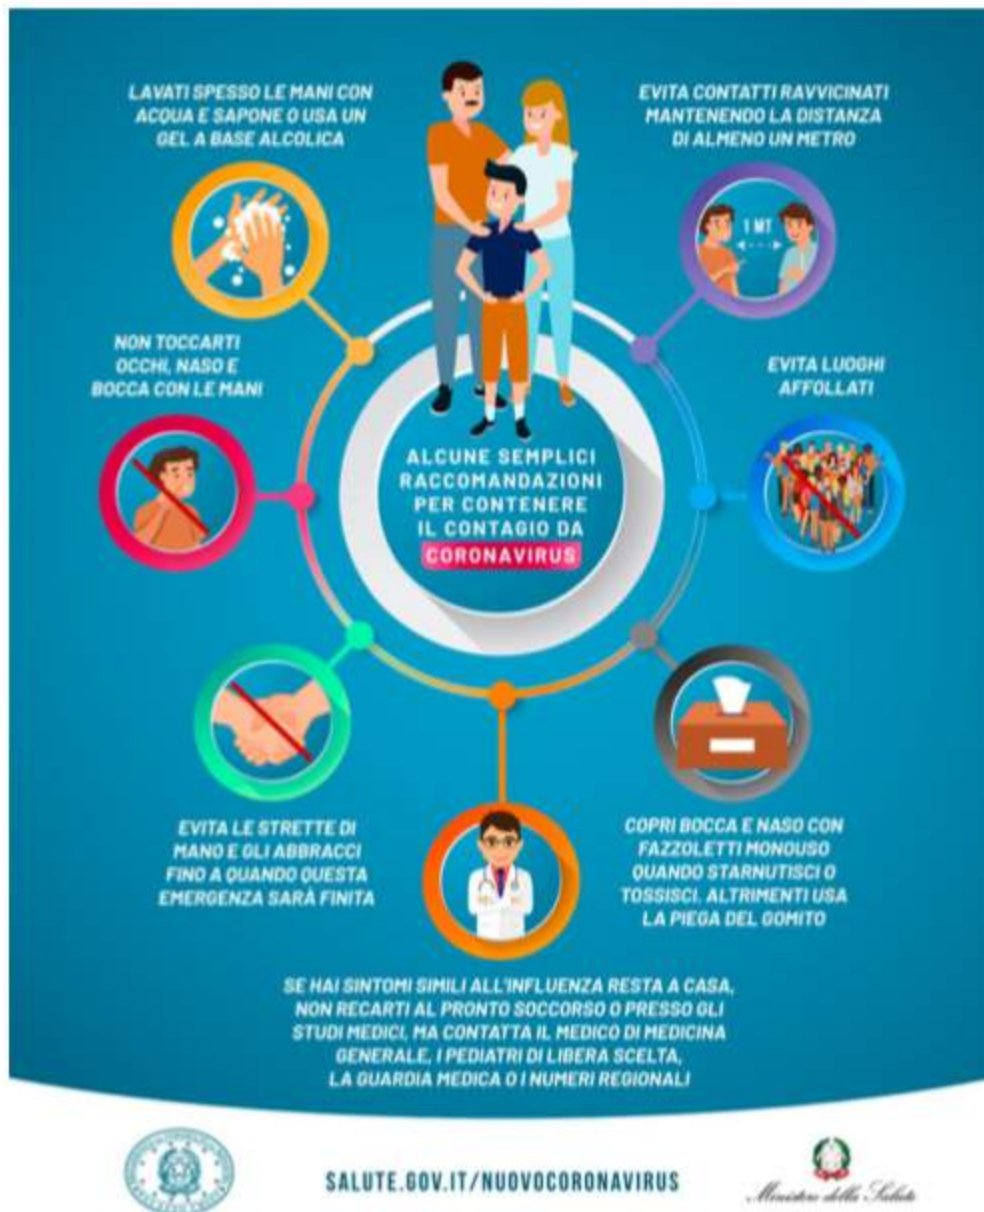 LAVATI SPESSO LE MANI CON
ACQUA E SAPONE O USA UN
GEL A BASE ALCOLICA
EVITA CONTATTI RAVVICINATI
MANTENENDO LA DISTANZA
DI ALMENO UN METRO
1 MT
NON TOCCARTI
OCCHI, NASO E
BOCCA CON LE MANI
EVITA LUOGHI
AFFOLLATI
ALCUNE SEMPLICI
RACCOMANDAZIONI
PER CONTENERE
IL CONTAGIO DA
CORONAVIRUS
EVITA LE STRETTE DI
MANO E GLI ABBRACCI
FINO A QUANDO QUESTA
EMERGENZA SARÀ FINITA
COPRI BOCCA E NASO CON
FAZZOLETTI MONOUSO
QUANDO STARNUTISCI O
TOSSISCI. ALTRIMENTI USA
LA PIEGA DEL GOMITO
SE HAI SINTOMI SIMILI ALL'INFLUENZA RESTA A CASA,
NON RECARTI AL PRONTO SOCCORSO O PRESSO GLI
STUDI MEDICI, MA CONTATTA IL MEDICO DI MEDICINA
GENERALE, I PEDIATRI DI LIBERA SCELTA,
LA GUARDIA MEDICA O I NUMERI REGIONALI
SALUTE.GOV.IT/NUOVOCORONAVIRUS
Ministero della Salute